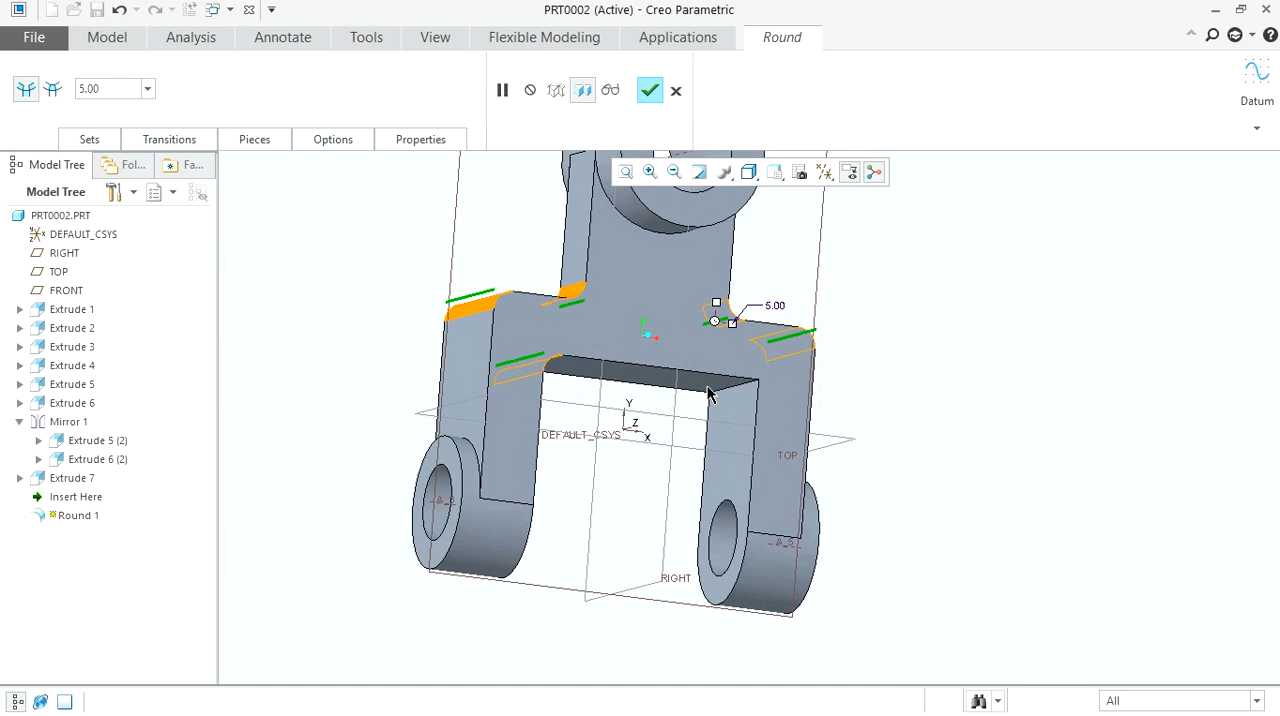 PRT0002 (Active) - Creo Parametric
File Model Analysis Annotate Tools View Flexible Modeling Applications Round
5.00
Datum
Sets Transitions Pieces Options Properties
Model Tree Fol... Fa...
Model Tree
PRT0002.PRT
DEFAULT_CSYS
RIGHT
TOP
FRONT
Extrude 1
Extrude 2
Extrude 3
Extrude 4
Extrude 5
Extrude 6
Mirror 1
Extrude 5 (2)
Extrude 6 (2)
Extrude 7
Insert Here
Round 1
5.00
Y
Z
X
DEFAULT_CSYS
TOP
A_3
A_5
RIGHT
All